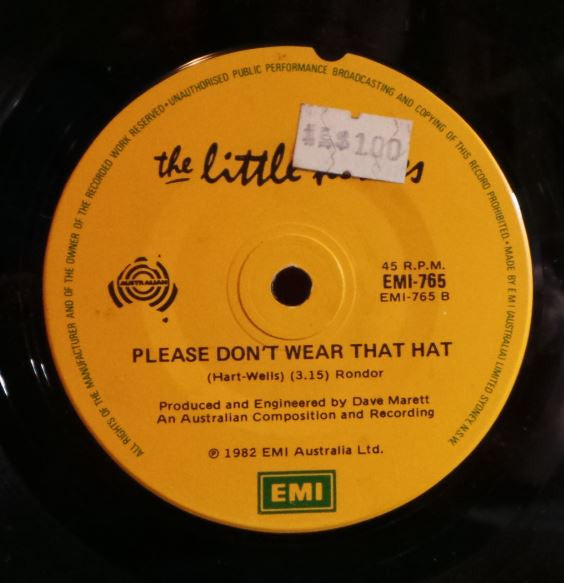 ALL RIGHTS OF THE MANUFACTURER AND OF THE OWNER OF THE RECORDED WORK RESERVED • UNAUTHORISED PUBLIC PERFORMANCE BROADCASTING AND COPYING OF THIS RECORD PROHIBITED • MADE BY EMI (AUSTRALIA) LIMITED SYDNEY. N.S.W.
$100
the little
AUSTRALIAN
45 R.P.M.
EMI-765
EMI-765 B
PLEASE DON'T WEAR THAT HAT
(Hart-Wells) (3.15) Rondor
Produced and Engineered by Dave Marett
An Australian Composition and Recording
℗ 1982 EMI Australia Ltd.
EMI